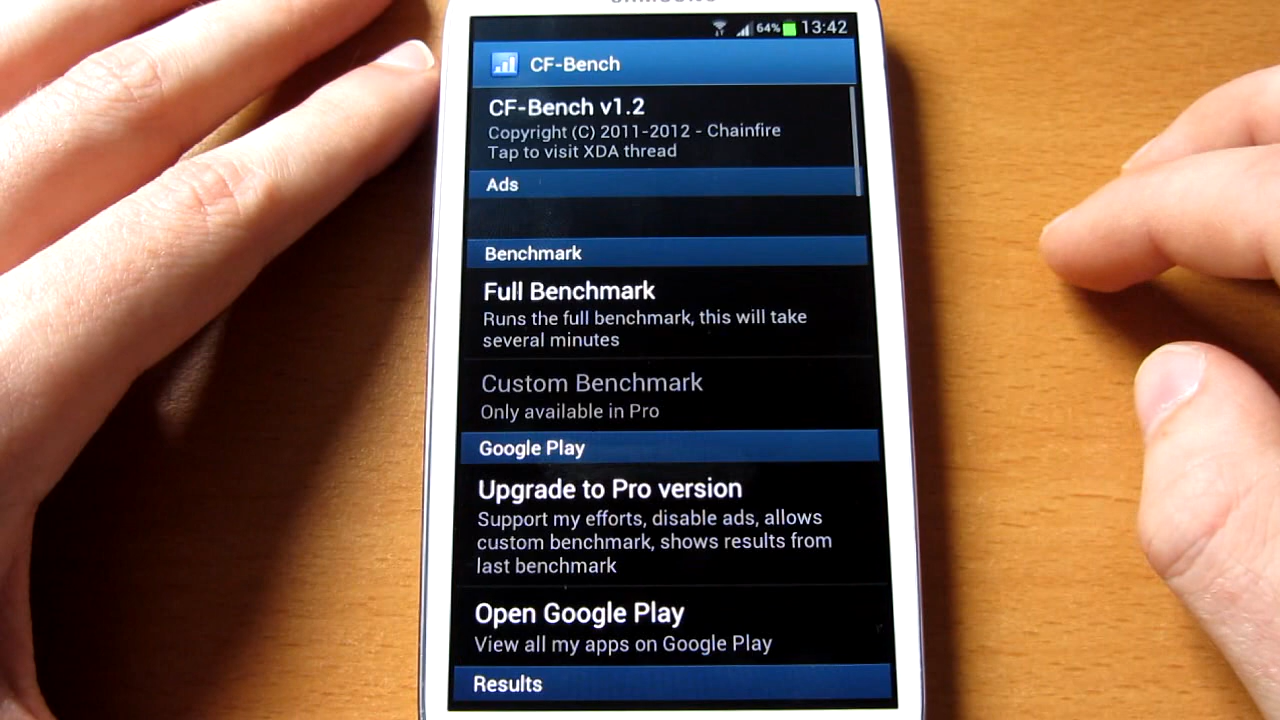 SAMSUNG
64% 13:42
CF-Bench
CF-Bench v1.2
Copyright (C) 2011-2012 - Chainfire
Tap to visit XDA thread
Ads
Benchmark
Full Benchmark
Runs the full benchmark, this will take
several minutes
Custom Benchmark
Only available in Pro
Google Play
Upgrade to Pro version
Support my efforts, disable ads, allows
custom benchmark, shows results from
last benchmark
Open Google Play
View all my apps on Google Play
Results